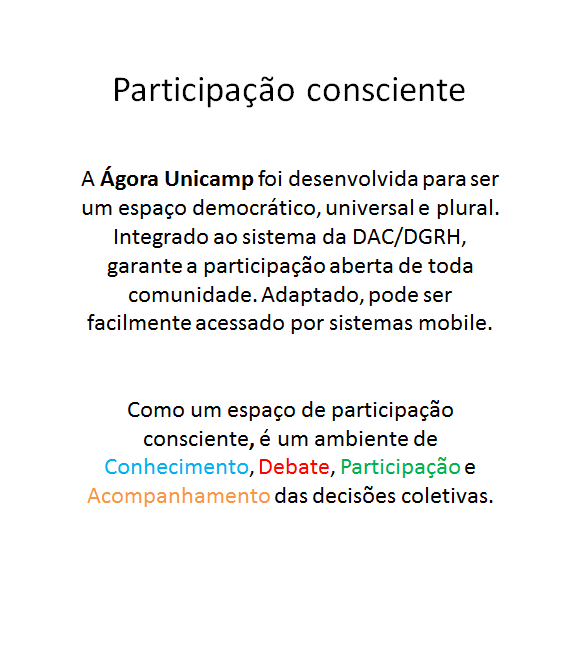 Participação consciente
A Ágora Unicamp foi desenvolvida para ser
um espaço democrático, universal e plural.
Integrado ao sistema da DAC/DGRH,
garante a participação aberta de toda
comunidade. Adaptado, pode ser
facilmente acessado por sistemas mobile.
Como um espaço de participação
consciente, é um ambiente de
Conhecimento, Debate, Participação e
Acompanhamento das decisões coletivas.